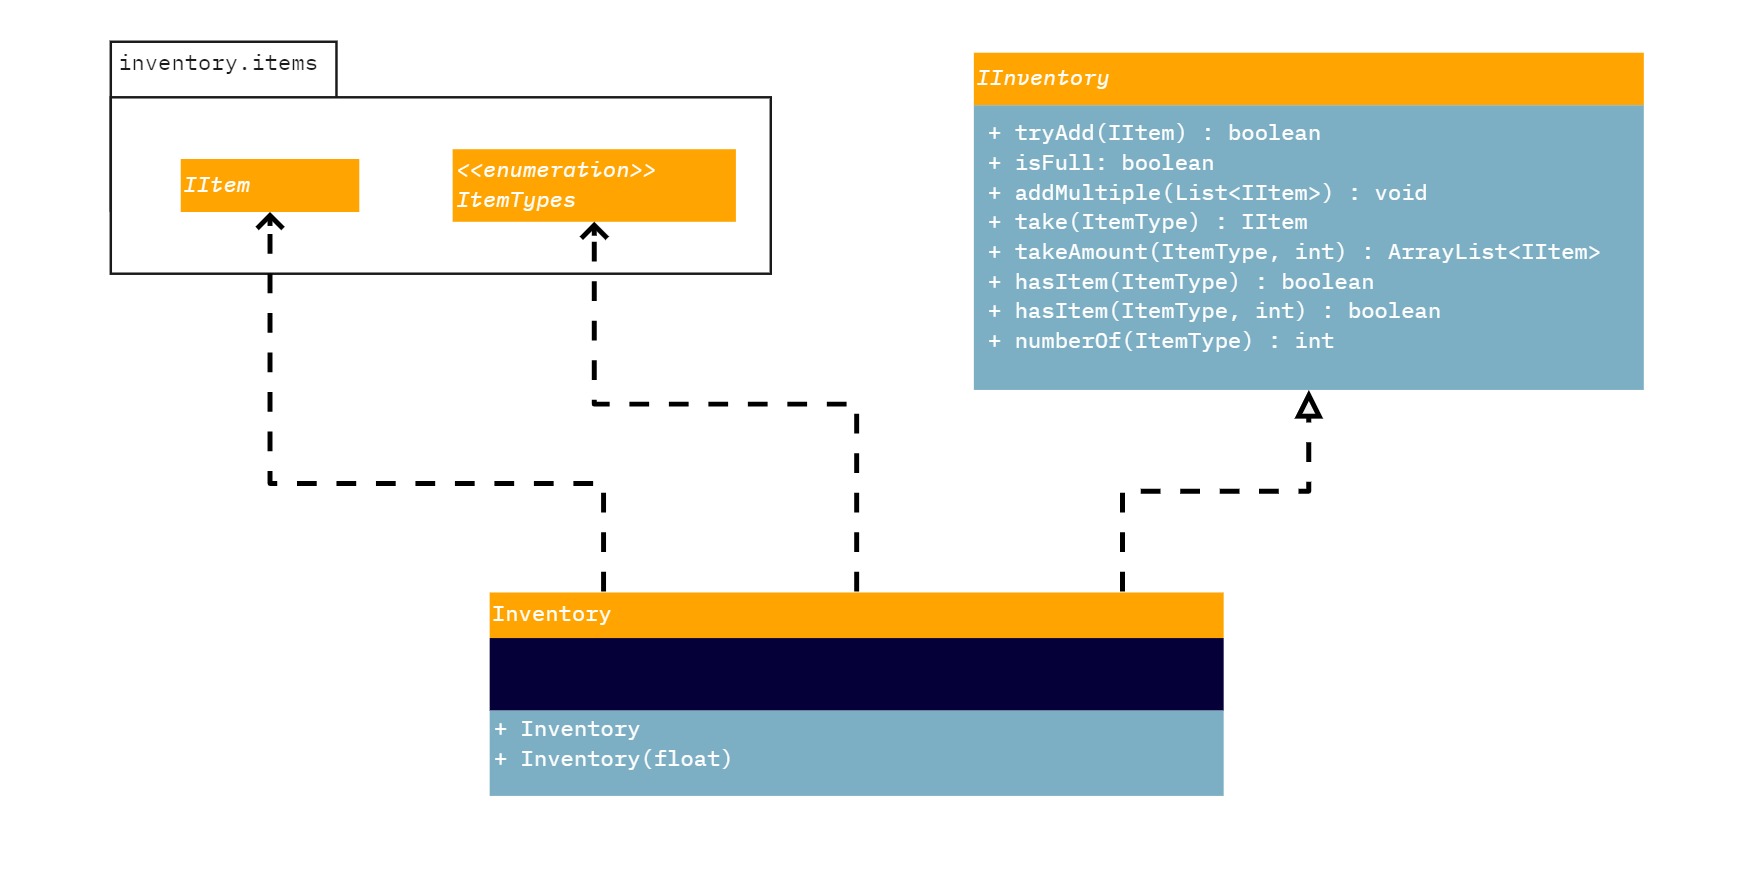 inventory.items
IItem
<<enumeration>>
ItemTypes
IInventory
+ tryAdd(IItem) : boolean
+ isFull: boolean
+ addMultiple(List<IItem>) : void
+ take(ItemType) : IItem
+ takeAmount(ItemType, int) : ArrayList<IItem>
+ hasItem(ItemType) : boolean
+ hasItem(ItemType, int) : boolean
+ numberOf(ItemType) : int
Inventory
+ Inventory
+ Inventory(float)